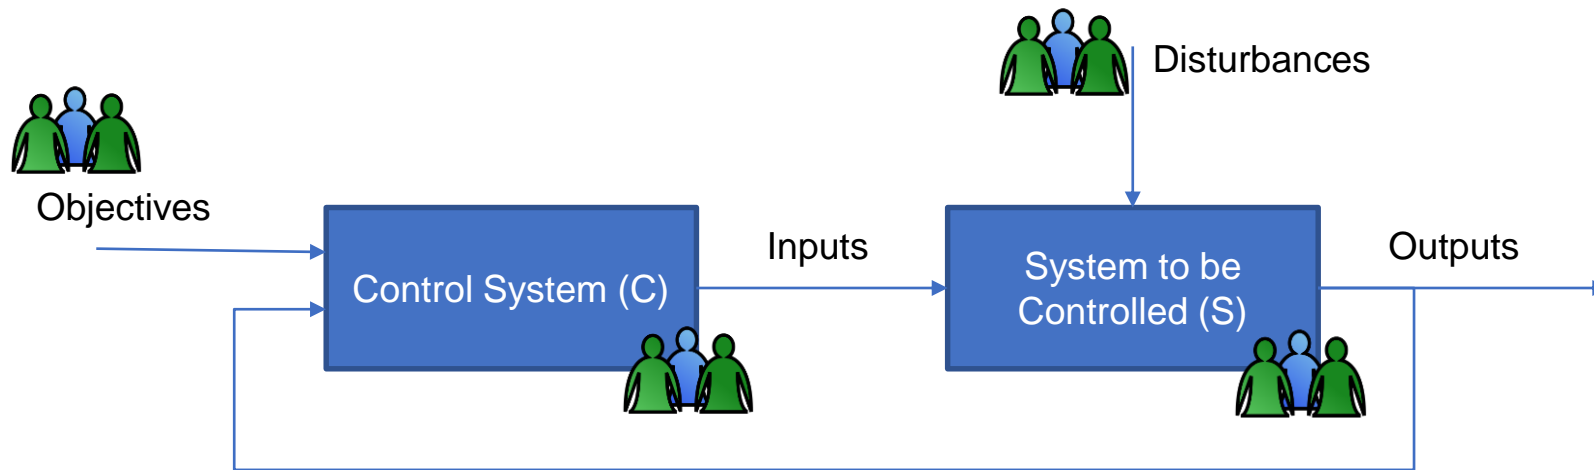 Disturbances
Objectives
Control System (C)
Inputs
System to be
Controlled (S)
Outputs